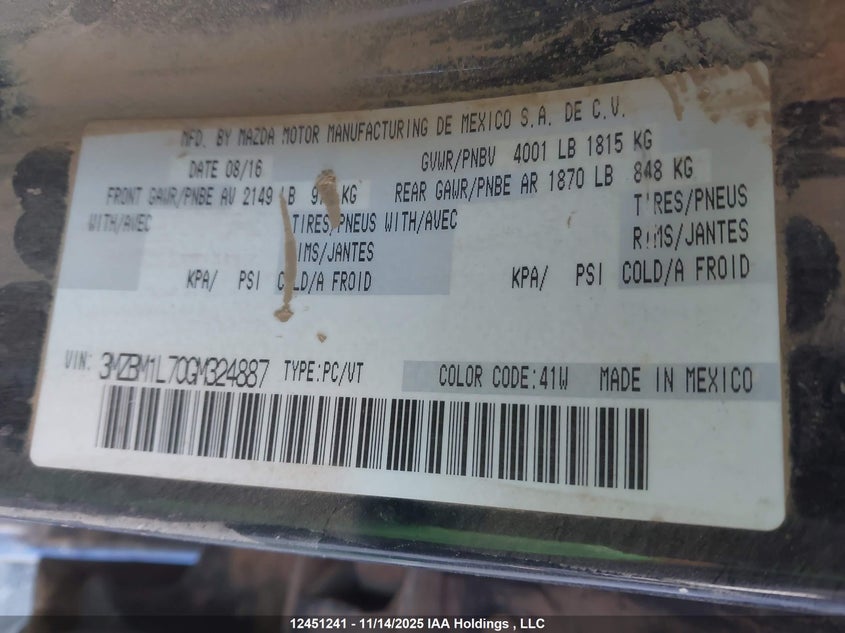 MFD. BY MAZDA MOTOR MANUFACTURING DE MEXICO S.A. DE C.V.
DATE 08/16 GVWR/PNBV 4001 LB 1815 KG
FRONT GAWR/PNBE AV 2149 LB KG REAR GAWR/PNBE AR 1870 LB 848 KG
WITH/AVEC TIRES/PNEUS WITH/AVEC TIRES/PNEUS
RIMS/JANTES RIMS/JANTES
KPA/ PSI COLD/A FROID KPA/ PSI COLD/A FROID
VIN: 3MZBM1L70GM324887 TYPE:PC/VT COLOR CODE:41W MADE IN MEXICO
12451241 - 11/14/2025 IAA Holdings , LLC